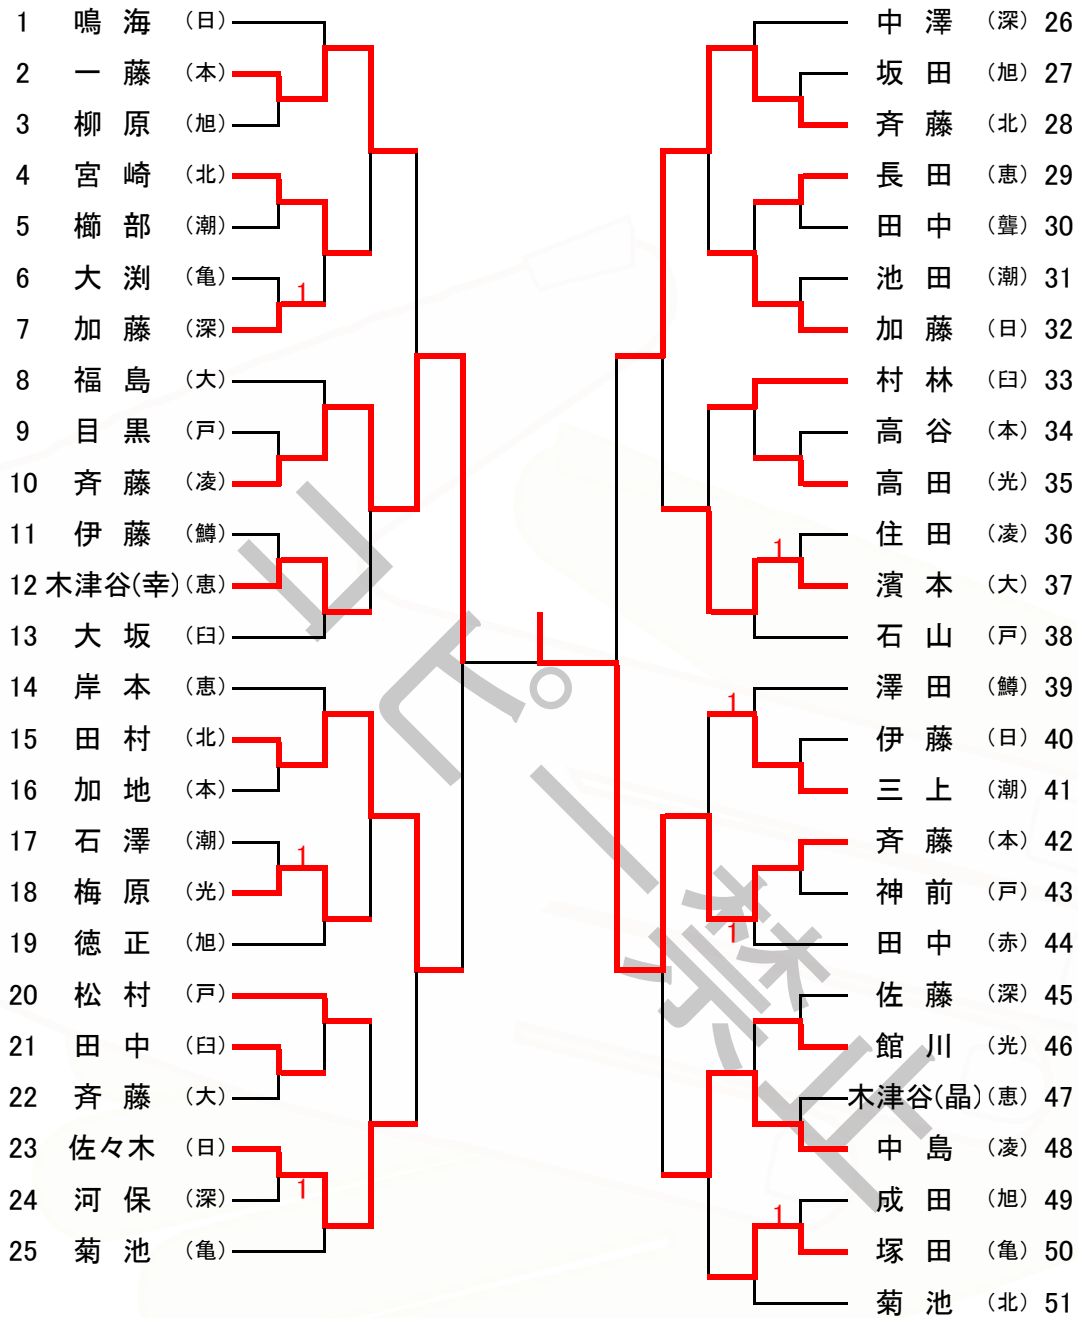 1 鳴海 (日)
2 一藤 (本)
3 柳原 (旭)
4 宮崎 (北)
5 櫛部 (潮)
6 大渕 (亀)
1
7 加藤 (深)
8 福島 (大)
9 目黒 (戸)
10 斉藤 (凌)
11 伊藤 (鱒)
12 木津谷(幸) (恵)
13 大坂 (臼)
14 岸本 (恵)
15 田村 (北)
16 加地 (本)
17 石澤 (潮)
1
18 梅原 (光)
19 徳正 (旭)
20 松村 (戸)
21 田中 (臼)
22 斉藤 (大)
23 佐々木 (日)
1
24 河保 (深)
25 菊池 (亀)
中澤 (深) 26
坂田 (旭) 27
斉藤 (北) 28
長田 (恵) 29
田中 (聾) 30
池田 (潮) 31
加藤 (日) 32
村林 (臼) 33
高谷 (本) 34
高田 (光) 35
住田 (凌) 36
1
濱本 (大) 37
石山 (戸) 38
澤田 (鱒) 39
1
伊藤 (日) 40
三上 (潮) 41
斉藤 (本) 42
神前 (戸) 43
1
田中 (赤) 44
佐藤 (深) 45
館川 (光) 46
木津谷(晶) (恵) 47
中島 (凌) 48
成田 (旭) 49
1
塚田 (亀) 50
菊池 (北) 51
コピー禁止